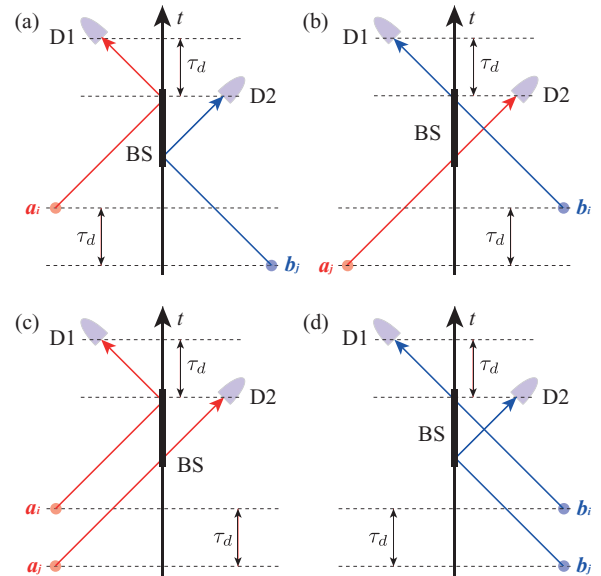 (a)
t
D1
τd
D2
BS
ai
τd
bj
(b)
t
D1
τd
D2
BS
bi
τd
aj
(c)
t
D1
τd
D2
BS
ai
τd
aj
(d)
t
D1
τd
D2
BS
bi
τd
bj